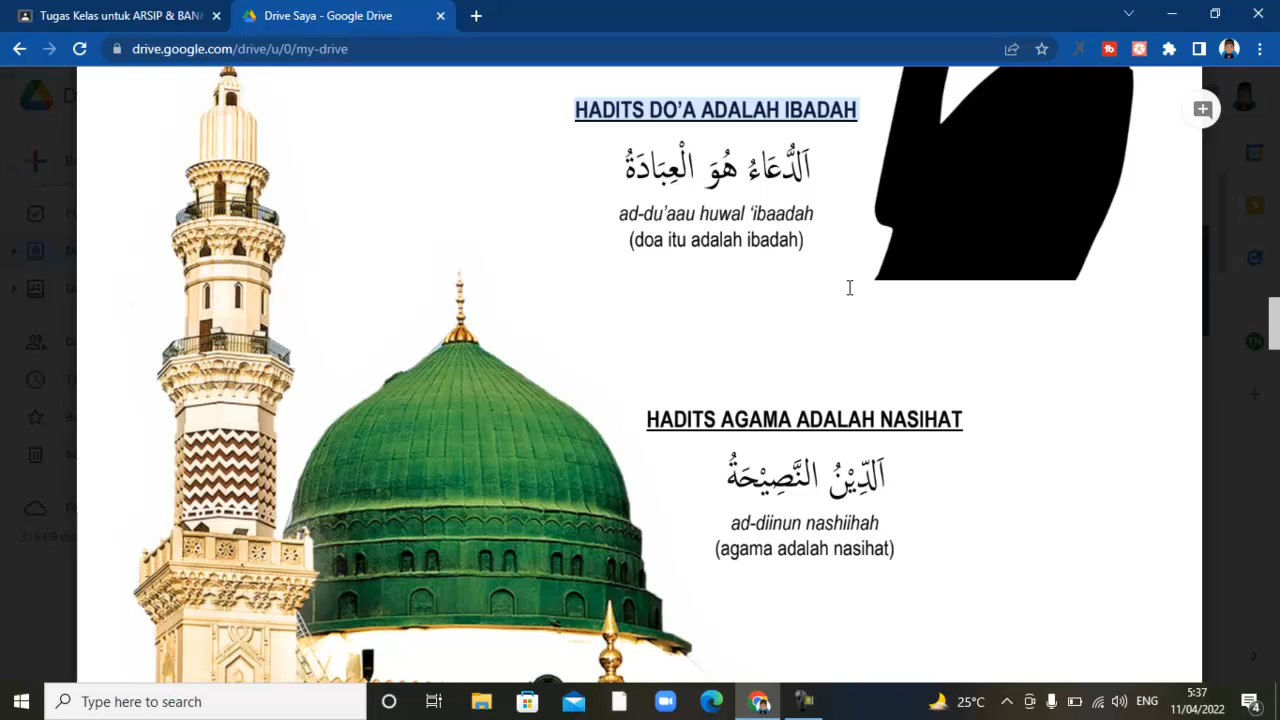 Tugas Kelas untuk ARSIP & BAN
Drive Saya - Google Drive
drive.google.com/drive/u/0/my-drive
HADITS DO’A ADALAH IBADAH
اَلدُّعَاءُ هُوَ الْعِبَادَةُ
ad-du’aau huwal ‘ibaadah
(doa itu adalah ibadah)
HADITS AGAMA ADALAH NASIHAT
اَلدِّيْنُ النَّصِيْحَةُ
ad-diinun nashiihah
(agama adalah nasihat)
Type here to search
25°C
ENG
5:37
11/04/2022
4